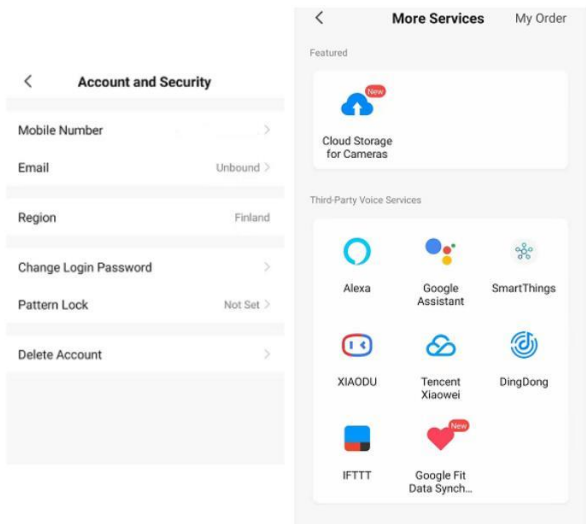 Account and Security
Mobile Number
Email
Unbound
Region
Finland
Change Login Password
Pattern Lock
Not Set
Delete Account
More Services
My Order
Featured
New
Cloud Storage
for Cameras
Third-Party Voice Services
Alexa
Google
Assistant
SmartThings
XIAODU
Tencent
Xiaowei
DingDong
IFTTT
New
Google Fit
Data Synch...